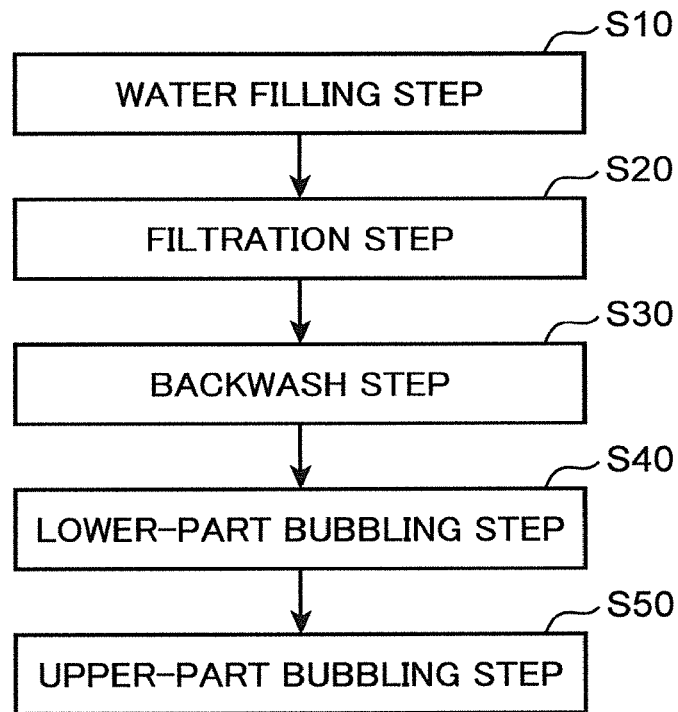 S10
WATER FILLING STEP
S20
FILTRATION STEP
S30
BACKWASH STEP
S40
LOWER-PART BUBBLING STEP
S50
UPPER-PART BUBBLING STEP